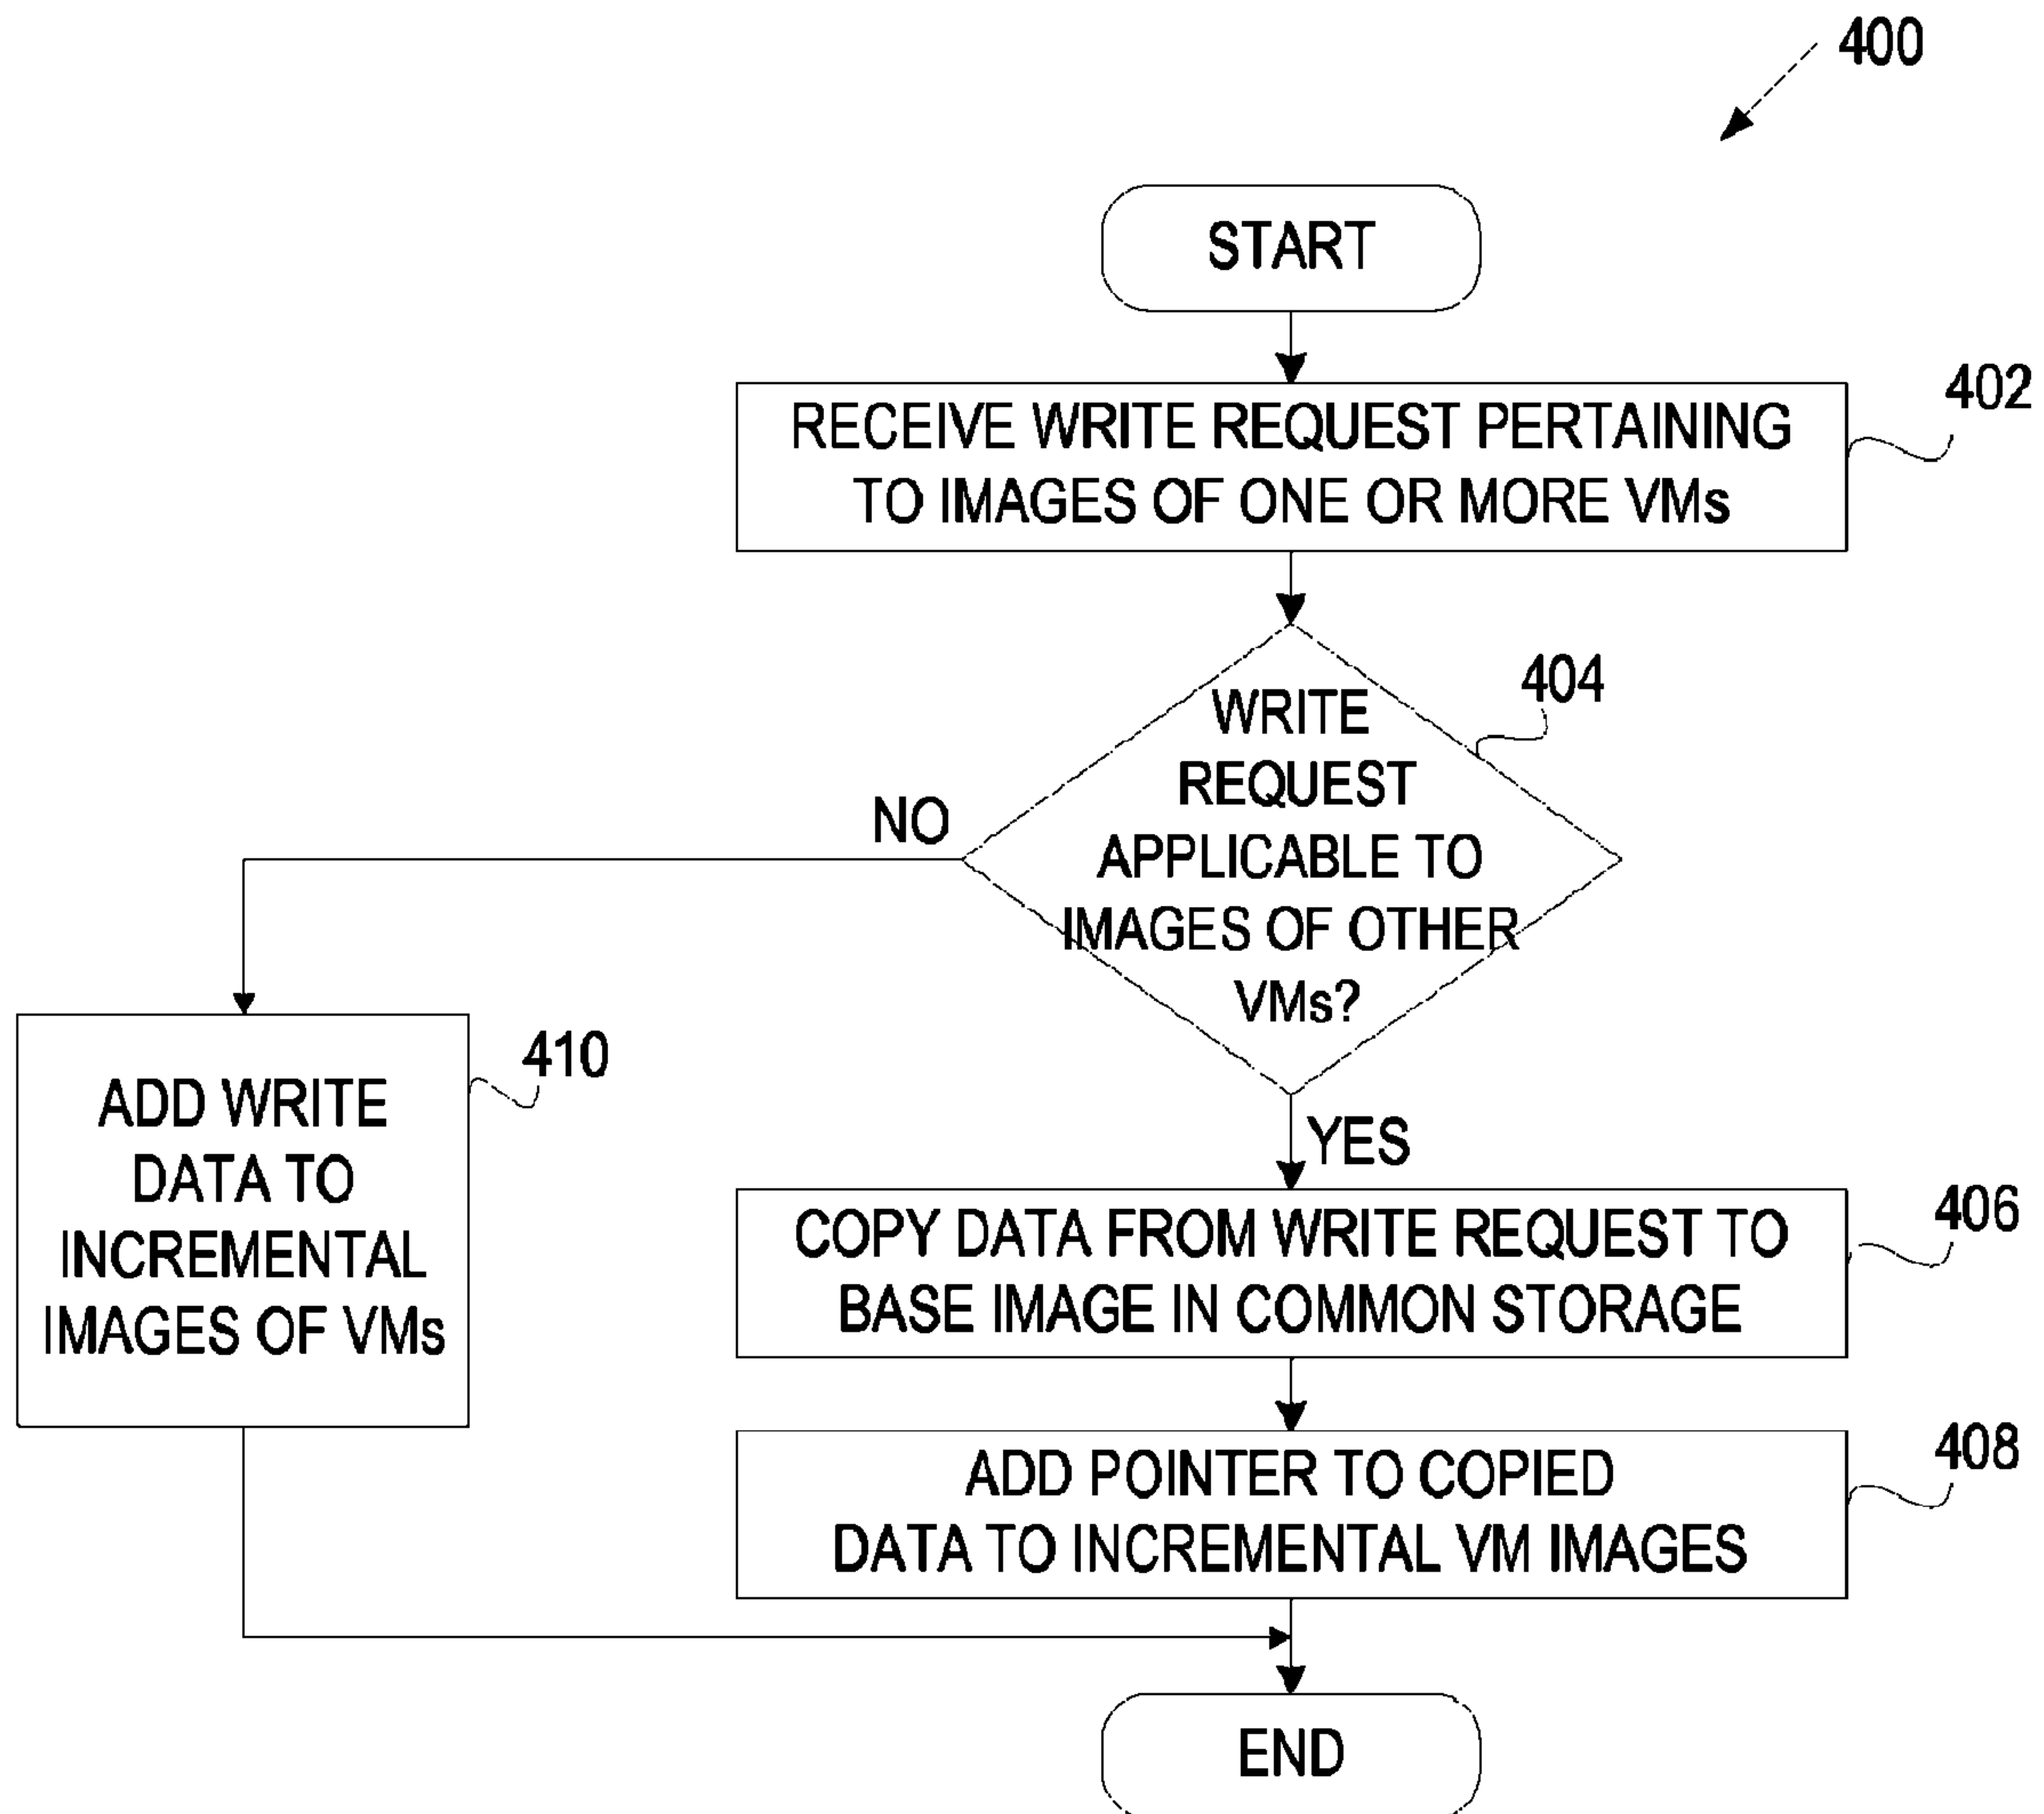 400
START
402
RECEIVE WRITE REQUEST PERTAINING
TO IMAGES OF ONE OR MORE VMs
404
WRITE
REQUEST
APPLICABLE TO
IMAGES OF OTHER
VMs?
NO
YES
410
ADD WRITE
DATA TO
INCREMENTAL
IMAGES OF VMs
406
COPY DATA FROM WRITE REQUEST TO
BASE IMAGE IN COMMON STORAGE
408
ADD POINTER TO COPIED
DATA TO INCREMENTAL VM IMAGES
END